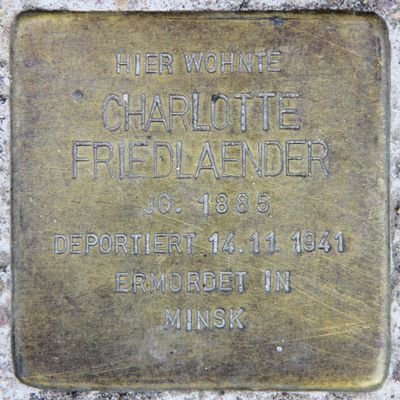 HIER WOHNTE
CHARLOTTE
FRIEDLAENDER
JG. 1885
DEPORTIERT 14.11.1941
ERMORDET IN
MINSK